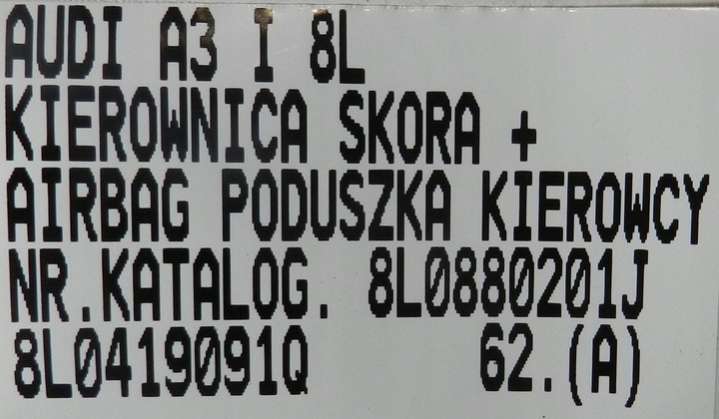 AUDI A3 I 8L
KIEROWNICA SKORA +
AIRBAG PODUSZKA KIEROWCY
NR.KATALOG. 8L0880201J
8L0419091Q 62.(A)